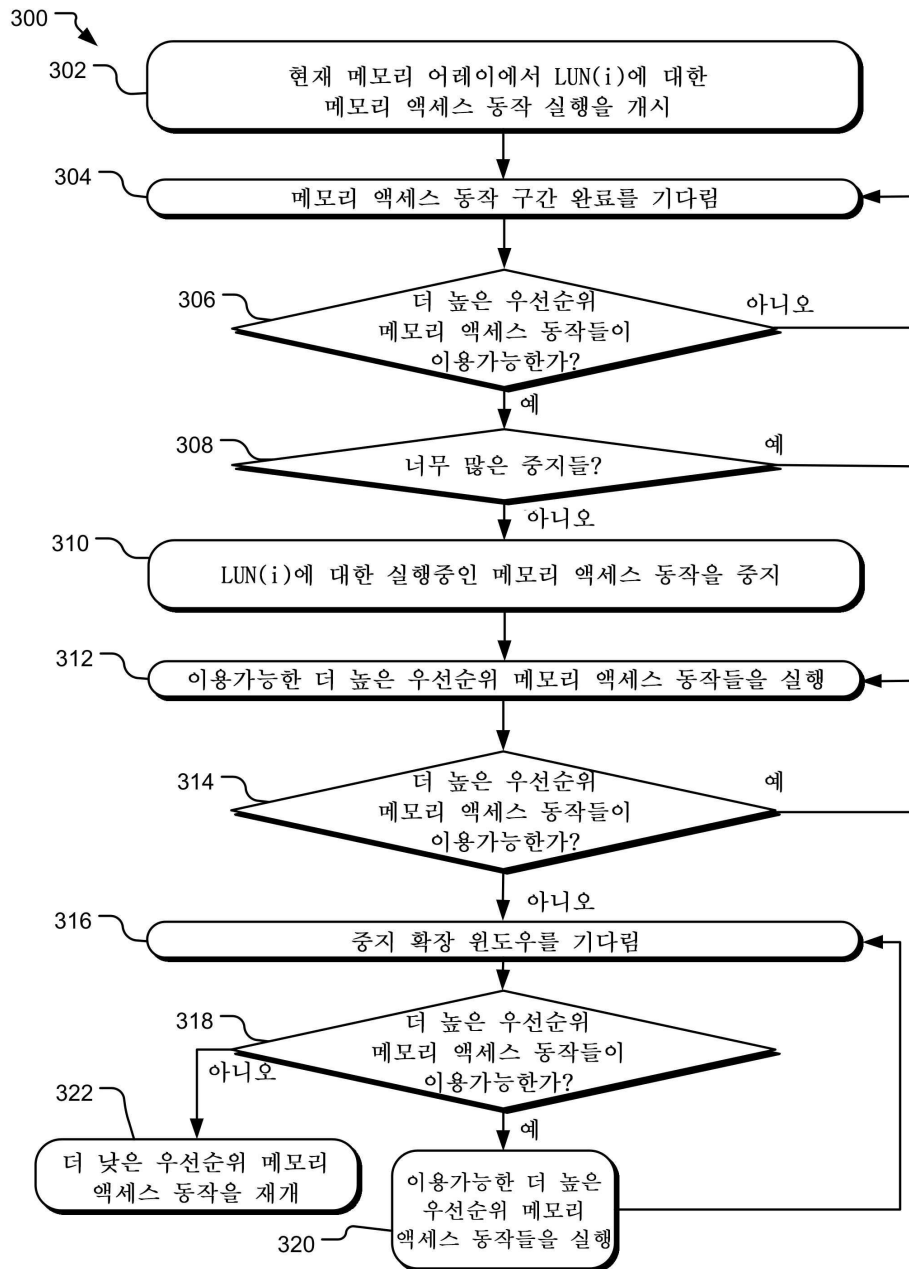 300
302
현재 메모리 어레이에서 LUN(i)에 대한
메모리 액세스 동작 실행을 개시
304
메모리 액세스 동작 구간 완료를 기다림
306
더 높은 우선순위
메모리 액세스 동작들이
이용가능한가?
아니오
예
308
너무 많은 중지들?
예
아니오
310
LUN(i)에 대한 실행중인 메모리 액세스 동작을 중지
312
이용가능한 더 높은 우선순위 메모리 액세스 동작들을 실행
314
더 높은 우선순위
메모리 액세스 동작들이
이용가능한가?
예
아니오
316
중지 확장 윈도우를 기다림
318
더 높은 우선순위
메모리 액세스 동작들이
이용가능한가?
아니오
예
322
더 낮은 우선순위 메모리
액세스 동작을 재개
이용가능한 더 높은
우선순위 메모리
액세스 동작들을 실행
320